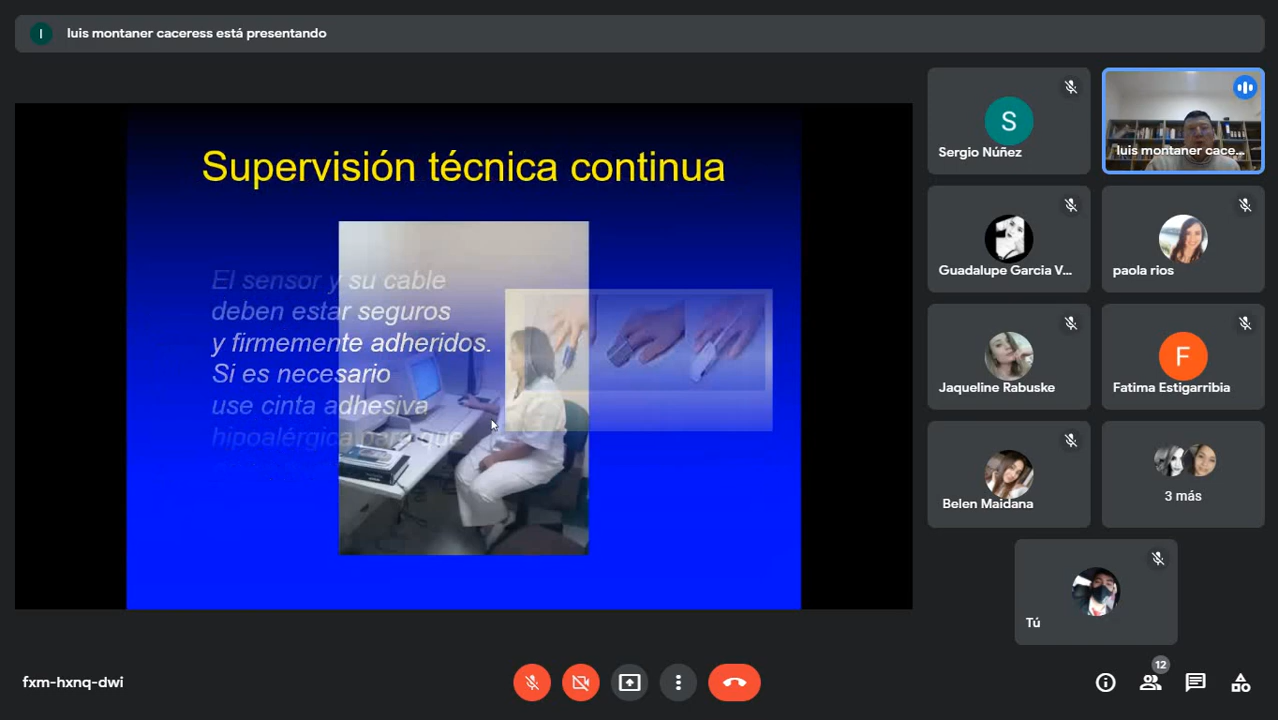 I
luis montaner caceress está presentando
Supervisión técnica continua
El sensor y su cable
deben estar seguros
y firmemente adheridos.
Si es necesario
use cinta adhesiva
hipoalérgica para que
S
Sergio Núñez
luis montaner cace...
Guadalupe Garcia V...
paola rios
Jaqueline Rabuske
F
Fatima Estigarribia
Belen Maidana
3 más
Tú
fxm-hxnq-dwi
12